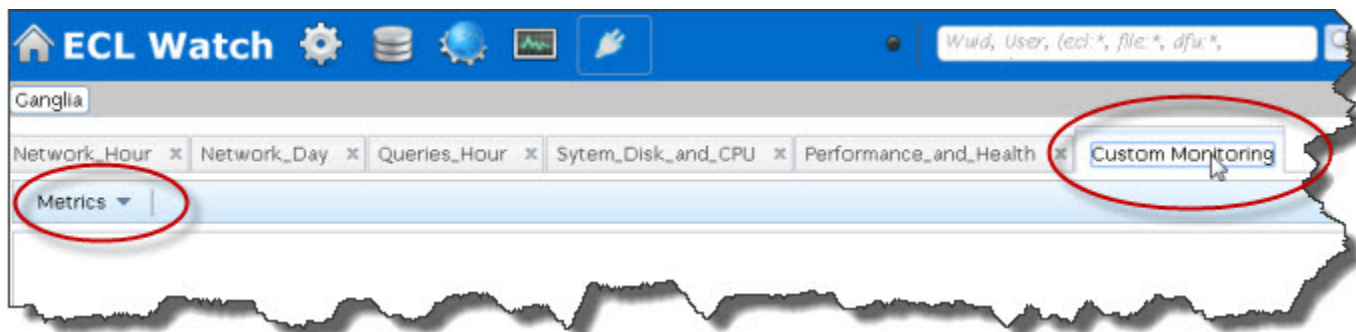 ECL Watch
Wuid, User, (ecl:*, file:*, dfu:*,
Ganglia
Network_Hour x Network_Day x Queries_Hour x Sytem_Disk_and_CPU x Performance_and_Health x Custom Monitoring
Metrics